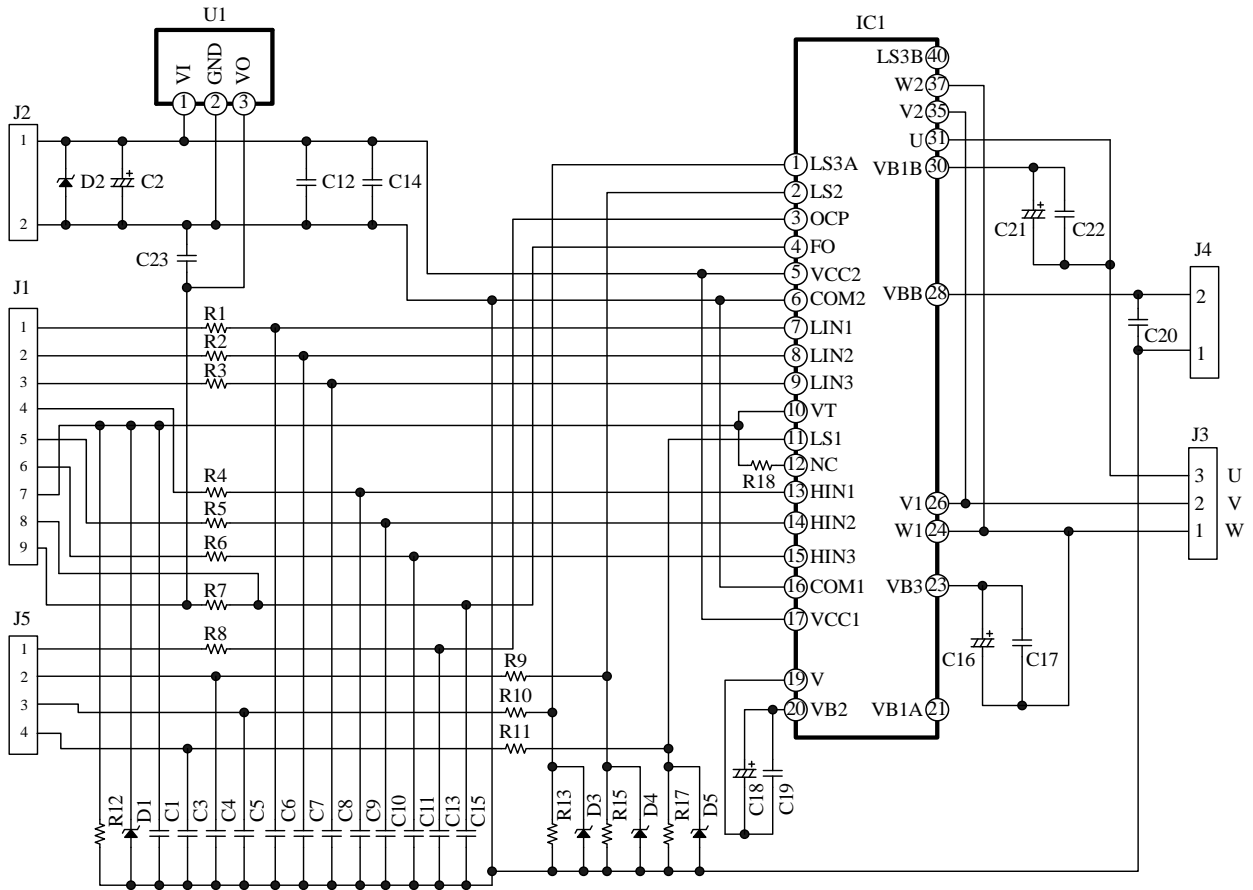 U1
IC1
VI
GND
VO
1
2
3
J2
1
2
D2
C2
C12
C14
C23
J1
1
2
3
4
5
6
7
8
9
R1
R2
R3
R4
R5
R6
R7
J5
1
2
3
4
R8
R9
R10
R11
R18
1 LS3A
2 LS2
3 OCP
4 FO
5 VCC2
6 COM2
7 LIN1
8 LIN2
9 LIN3
10 VT
11 LS1
12 NC
13 HIN1
14 HIN2
15 HIN3
16 COM1
17 VCC1
19 V
20 VB2
LS3B 40
W2 37
V2 35
U 31
VB1B 30
VBB 28
V1 26
W1 24
VB3 23
VB1A 21
C21
C22
J4
2
1
C20
J3
3 U
2 V
1 W
C16
C17
C18
C19
R12
D1
C1
C3
C4
C5
C6
C7
C8
C9
C10
C11
C13
C15
R13
D3
R15
D4
R17
D5